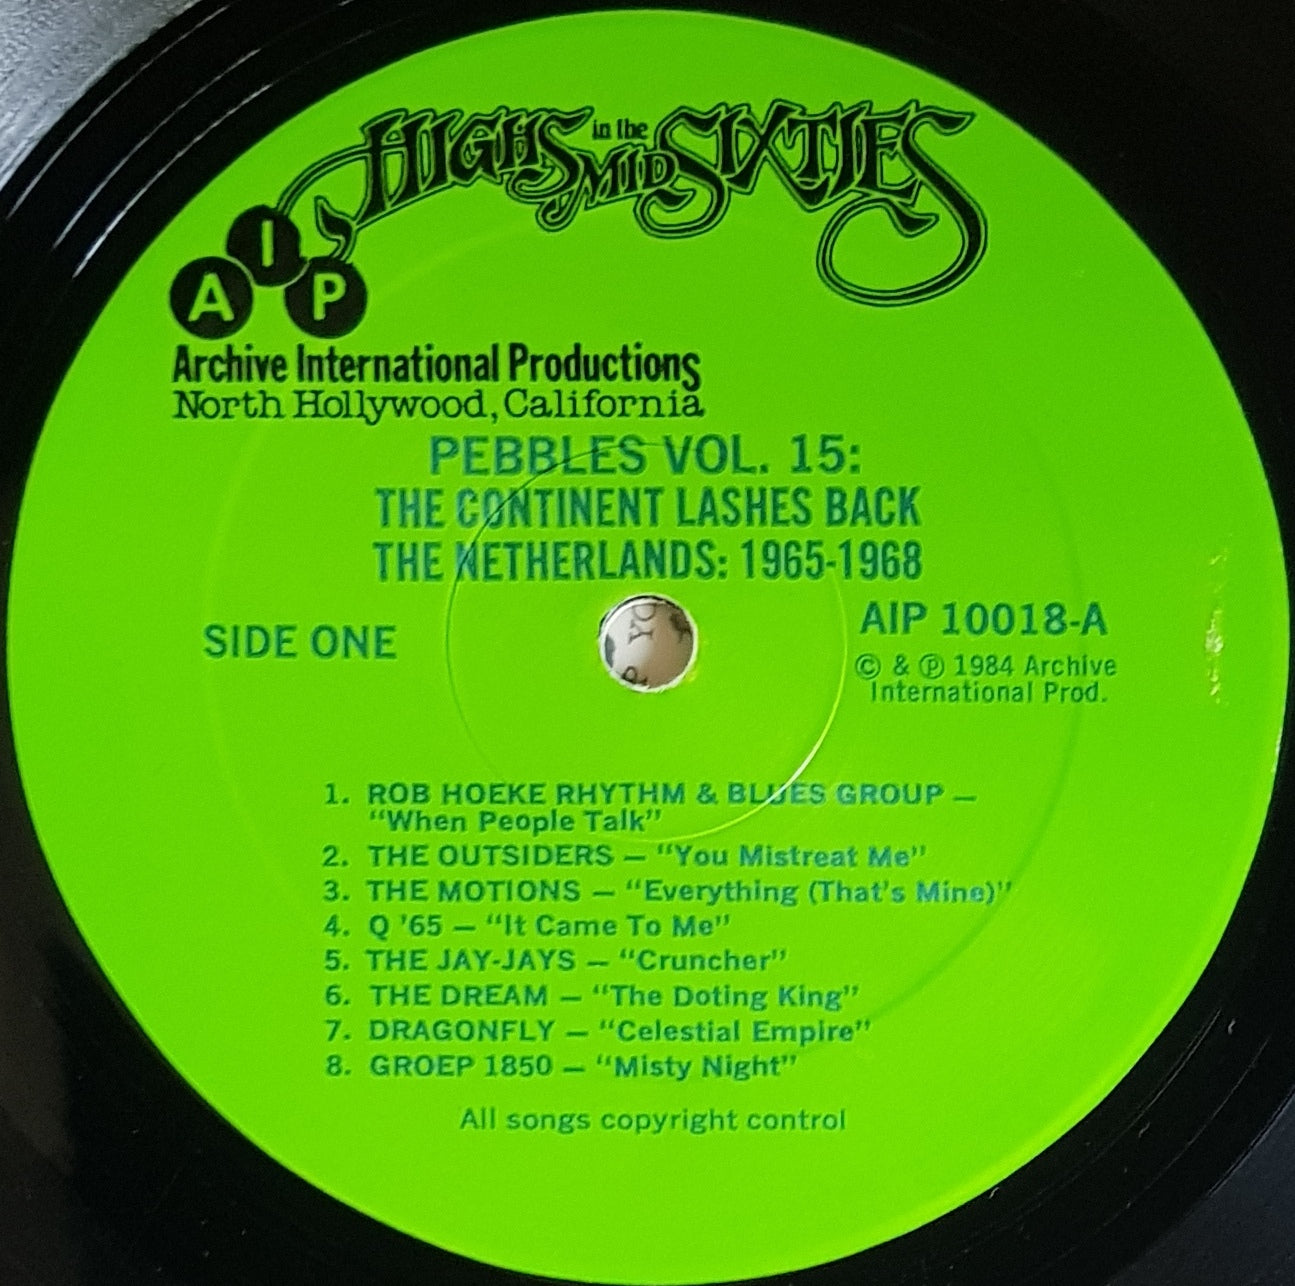 HIGHS in the MID SIXTIES
AIP
Archive International Productions
North Hollywood, California
PEBBLES VOL. 15:
THE CONTINENT LASHES BACK
THE NETHERLANDS: 1965-1968
SIDE ONE
AIP 10018-A
© & ℗ 1984 Archive
International Prod.
1. ROB HOEKE RHYTHM & BLUES GROUP —
"When People Talk"
2. THE OUTSIDERS — "You Mistreat Me"
3. THE MOTIONS — "Everything (That's Mine)"
4. Q '65 — "It Came To Me"
5. THE JAY-JAYS — "Cruncher"
6. THE DREAM — "The Doting King"
7. DRAGONFLY — "Celestial Empire"
8. GROEP 1850 — "Misty Night"
All songs copyright control